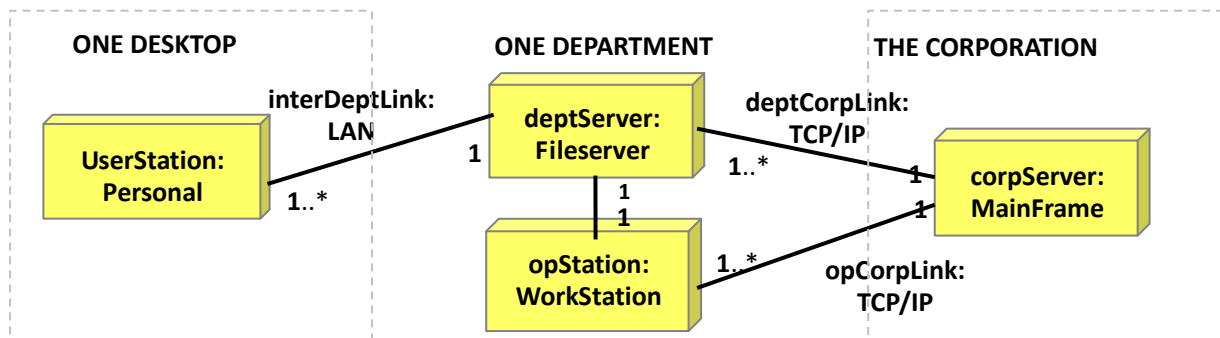 ONE DESKTOP
ONE DEPARTMENT
THE CORPORATION
interDeptLink:
LAN
deptCorpLink:
TCP/IP
UserStation:
Personal
1..*
1
deptServer:
Fileserver
1..*
1
1
1
opStation:
WorkStation
1..*
1
corpServer:
MainFrame
opCorpLink:
TCP/IP